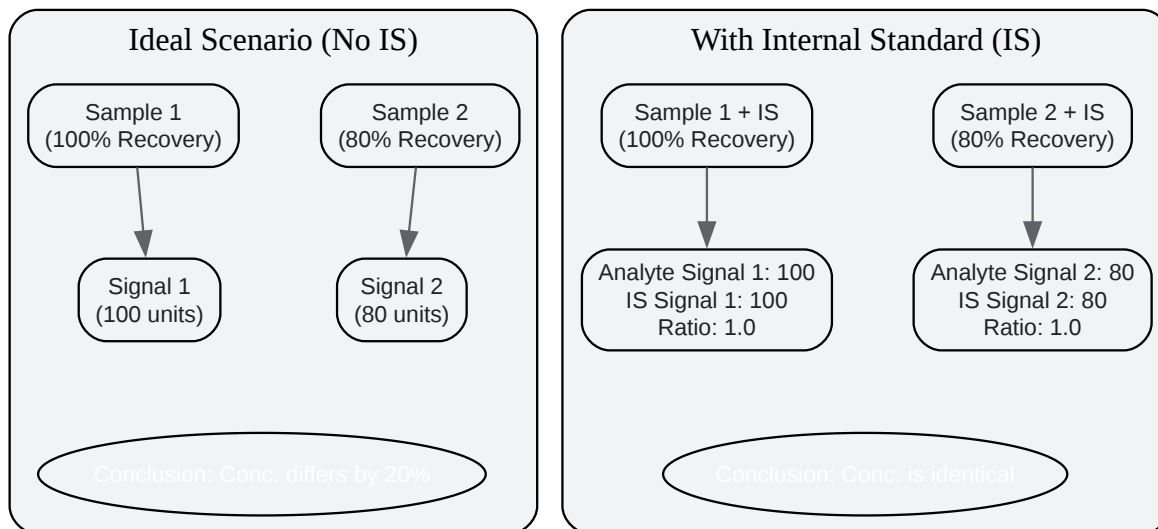 Ideal Scenario (No IS)
Sample 1
(100% Recovery)
Sample 2
(80% Recovery)
Signal 1
(100 units)
Signal 2
(80 units)
Conclusion: Conc. differs by 20%
With Internal Standard (IS)
Sample 1 + IS
(100% Recovery)
Sample 2 + IS
(80% Recovery)
Analyte Signal 1: 100
IS Signal 1: 100
Ratio: 1.0
Analyte Signal 2: 80
IS Signal 2: 80
Ratio: 1.0
Conclusion: Conc. is identical